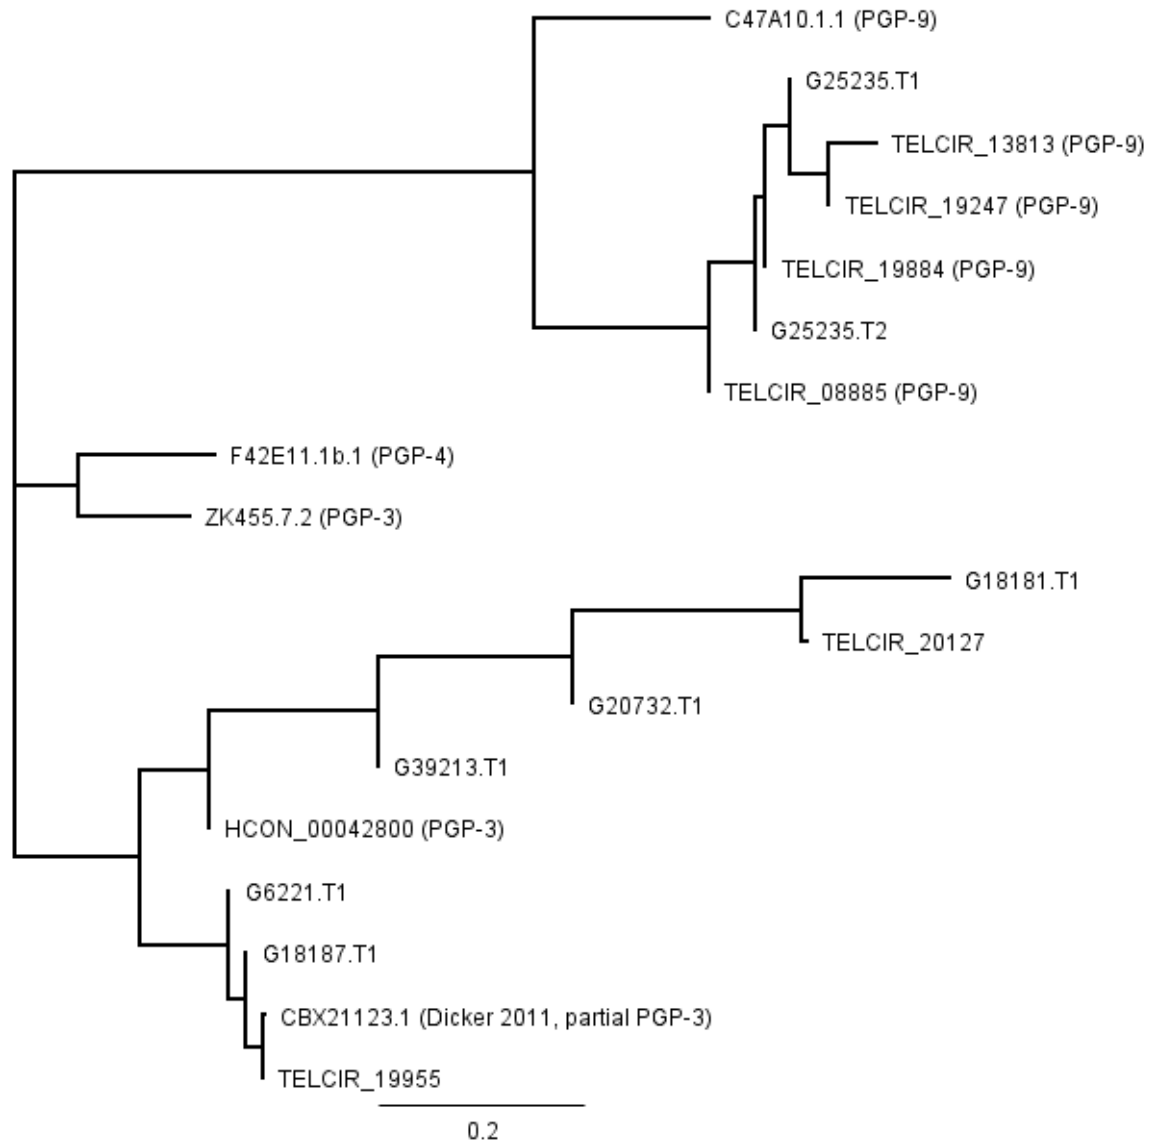 C47A10.1.1 (PGP-9)
G25235.T1
TELCIR_13813 (PGP-9)
TELCIR_19247 (PGP-9)
TELCIR_19884 (PGP-9)
G25235.T2
TELCIR_08885 (PGP-9)
F42E11.1b.1 (PGP-4)
ZK455.7.2 (PGP-3)
G18181.T1
TELCIR_20127
G20732.T1
G39213.T1
HCON_00042800 (PGP-3)
G6221.T1
G18187.T1
CBX21123.1 (Dicker 2011, partial PGP-3)
TELCIR_19955
0.2